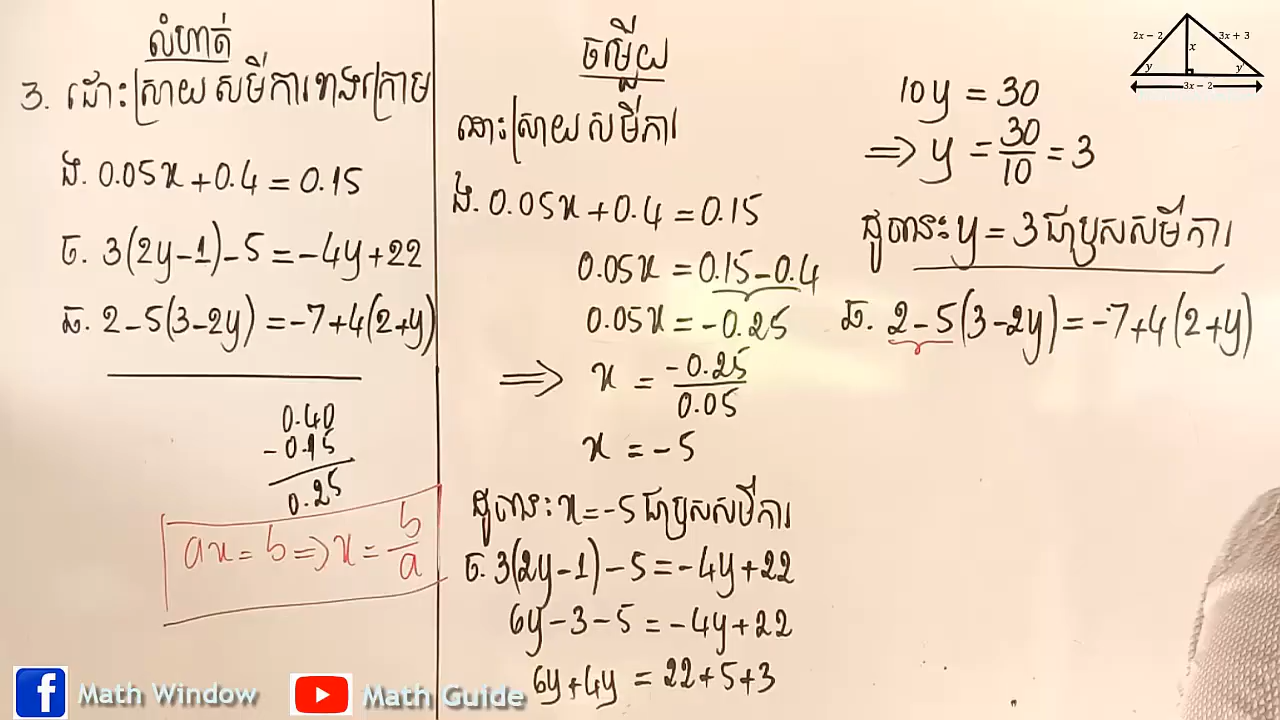 លំហាត់
3. ដោះស្រាយសមីការខាងក្រោម
ង. 0.05x + 0.4 = 0.15
ច. 3(2y-1)-5 = -4y+22
ឆ. 2-5(3-2y) = -7+4(2+y)
0.40
- 0.15
0.25
ax = b => x = b/a
ចម្លើយ
ដោះស្រាយសមីការ
ង. 0.05x + 0.4 = 0.15
0.05x = 0.15 - 0.4
0.05x = -0.25
=> x = -0.25/0.05
x = -5
ដូចនេះ x = -5 ជាឫសសមីការ
ច. 3(2y-1)-5 = -4y+22
6y-3-5 = -4y+22
6y+4y = 22+5+3
10y = 30
=> y = 30/10 = 3
ដូចនេះ y = 3 ជាឫសសមីការ
ឆ. 2-5(3-2y) = -7+4(2+y)
2x − 2
3x + 3
x
y
y
3x − 2
Math Window
Math Guide